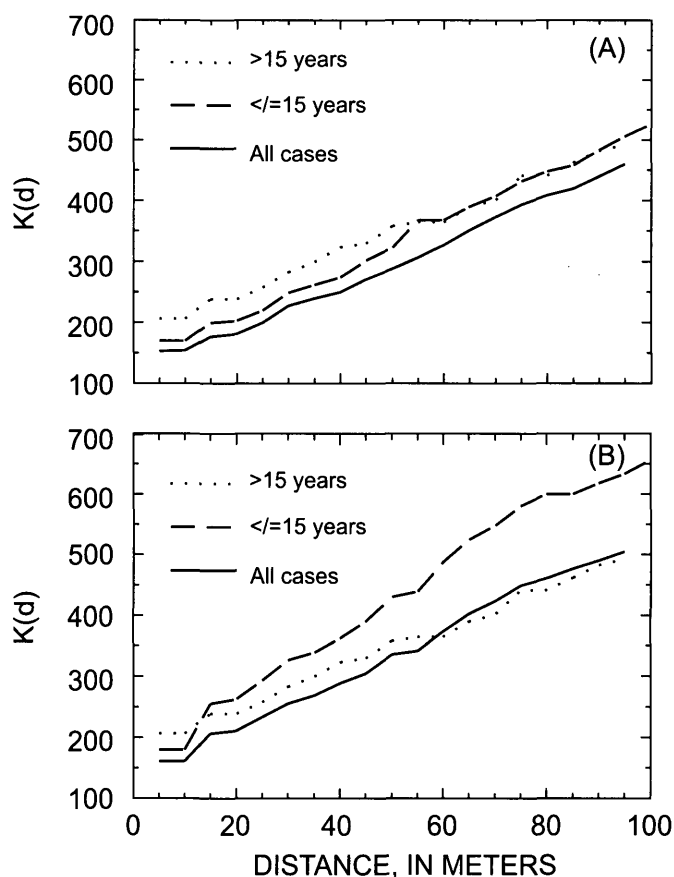 700
(A)
>15 years
600
</=15 years
500
All cases
K(d)
400
300
200
100
700
(B)
>15 years
600
</=15 years
500
All cases
K(d)
400
300
200
100
0 20 40 60 80 100
DISTANCE, IN METERS